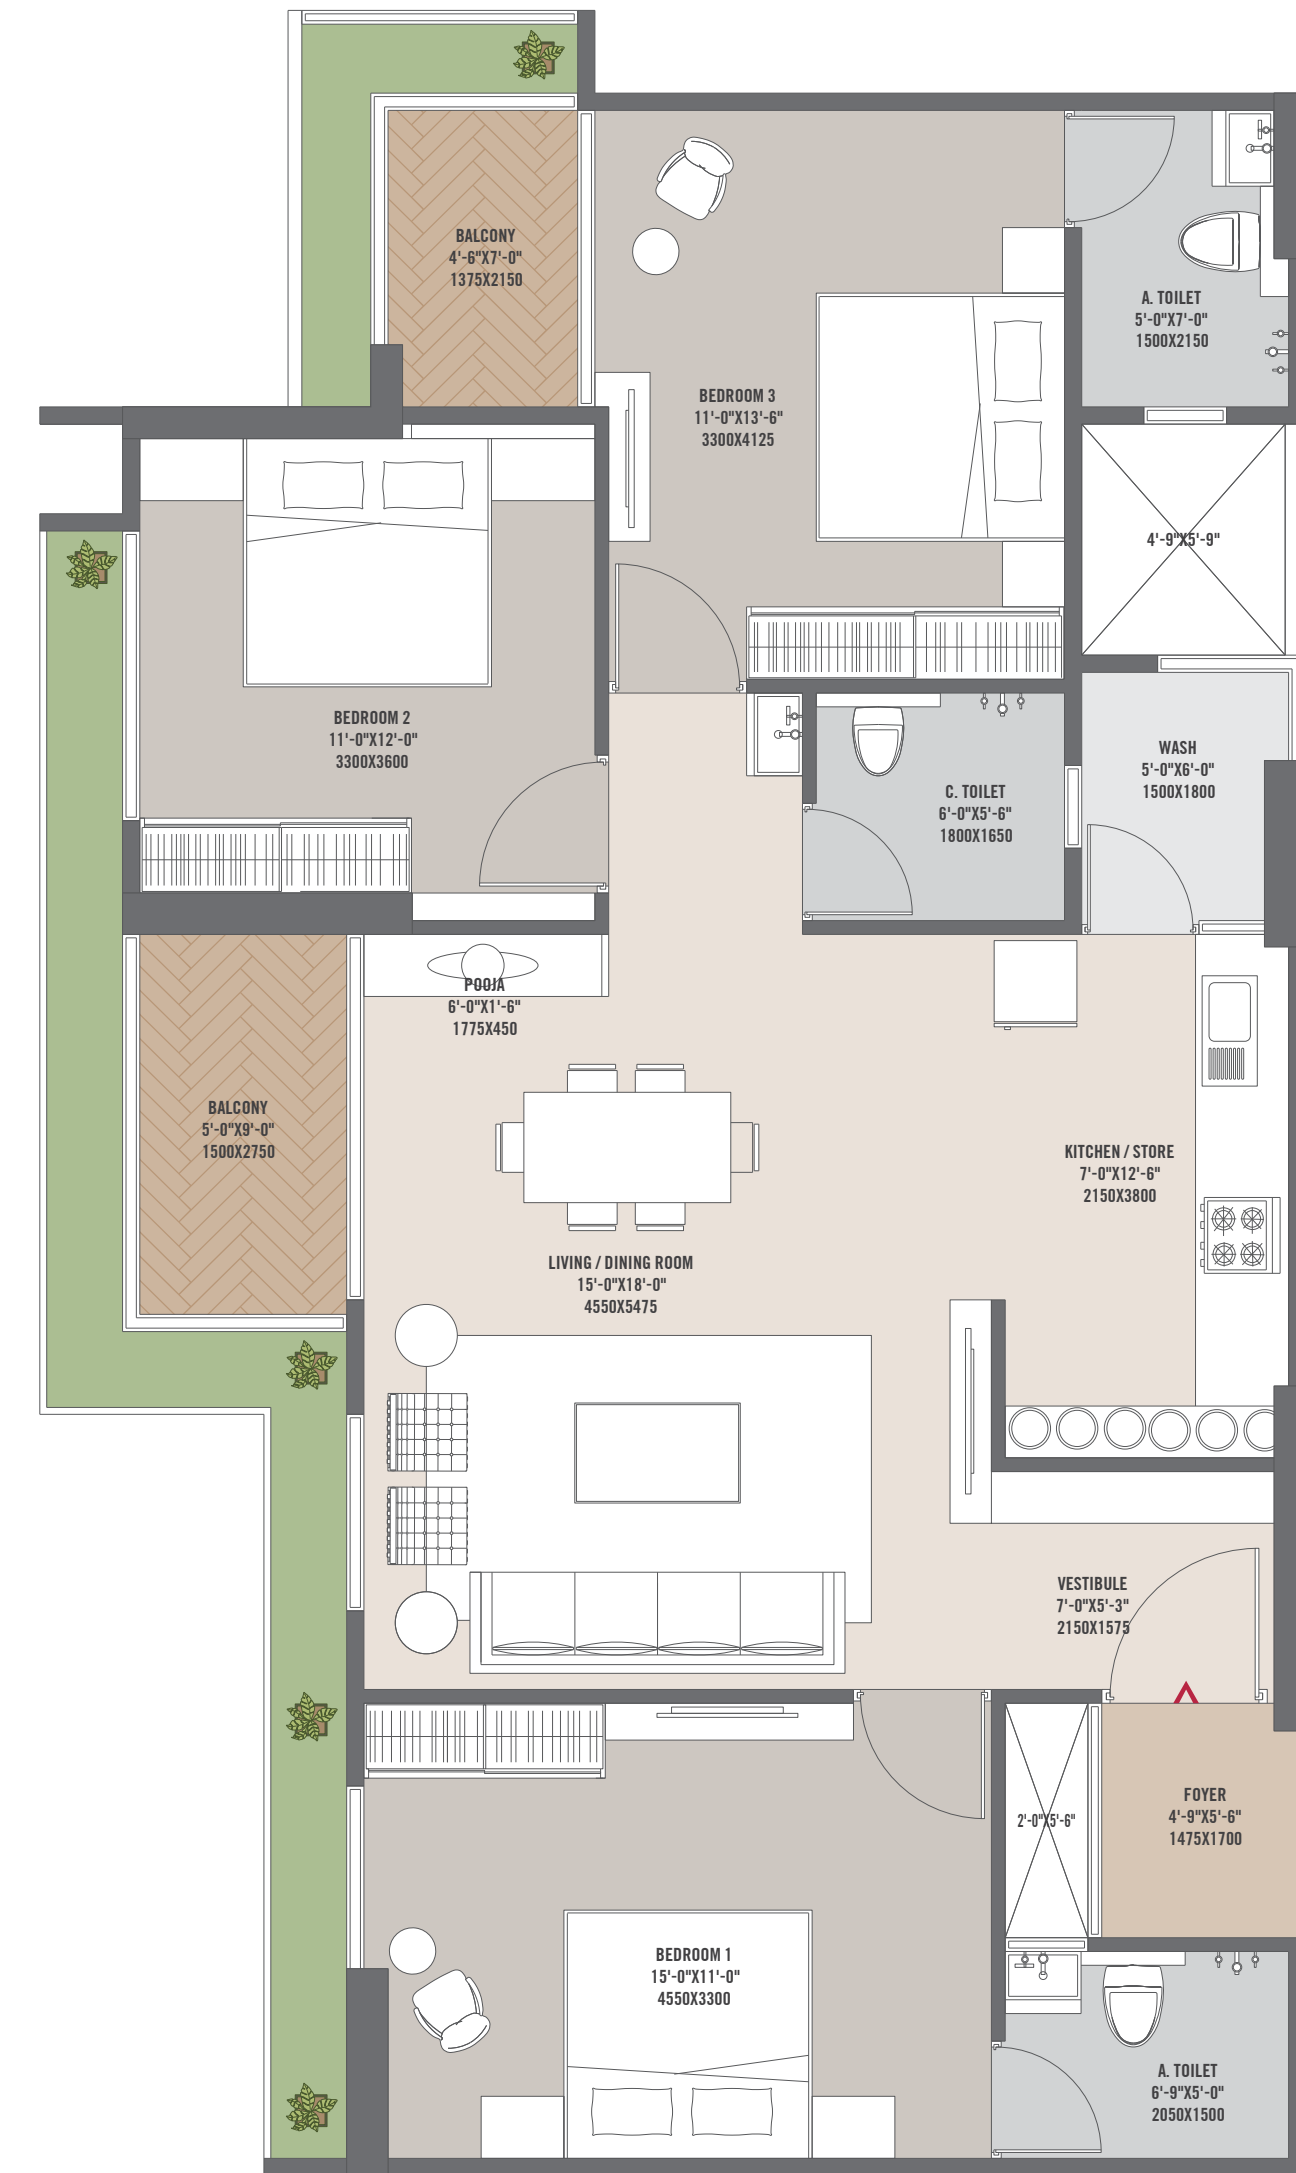 BALCONY
4'-6"X7'-0"
1375X2150
A. TOILET
5'-0"X7'-0"
1500X2150
BEDROOM 3
11'-0"X13'-6"
3300X4125
4'-9"X5'-9"
BEDROOM 2
11'-0"X12'-0"
3300X3600
WASH
5'-0"X6'-0"
1500X1800
C. TOILET
6'-0"X5'-6"
1800X1650
POOJA
6'-0"X1'-6"
1775X450
BALCONY
5'-0"X9'-0"
1500X2750
KITCHEN / STORE
7'-0"X12'-6"
2150X3800
LIVING / DINING ROOM
15'-0"X18'-0"
4550X5475
VESTIBULE
7'-0"X5'-3"
2150X1575
FOYER
4'-9"X5'-6"
1475X1700
2'-0"X5'-6"
BEDROOM 1
15'-0"X11'-0"
4550X3300
A. TOILET
6'-9"X5'-0"
2050X1500